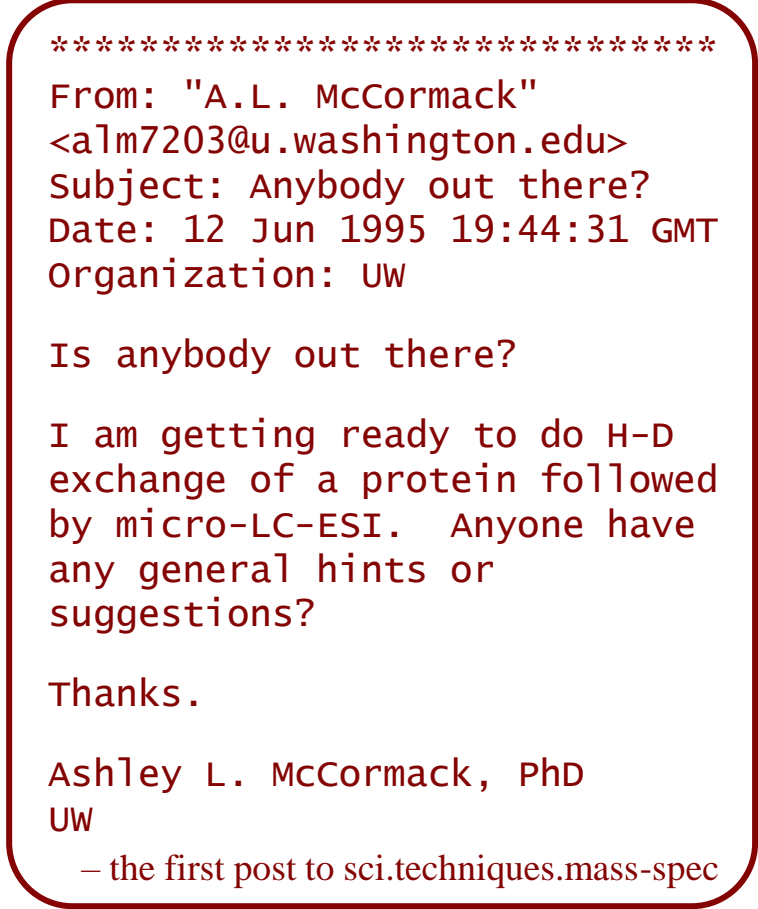 ******************************
From: "A.L. McCormack"
<alm7203@u.washington.edu>
Subject: Anybody out there?
Date: 12 Jun 1995 19:44:31 GMT
Organization: UW
Is anybody out there?
I am getting ready to do H-D
exchange of a protein followed
by micro-LC-ESI.  Anyone have
any general hints or
suggestions?
Thanks.
Ashley L. McCormack, PhD
UW
– the first post to sci.techniques.mass-spec